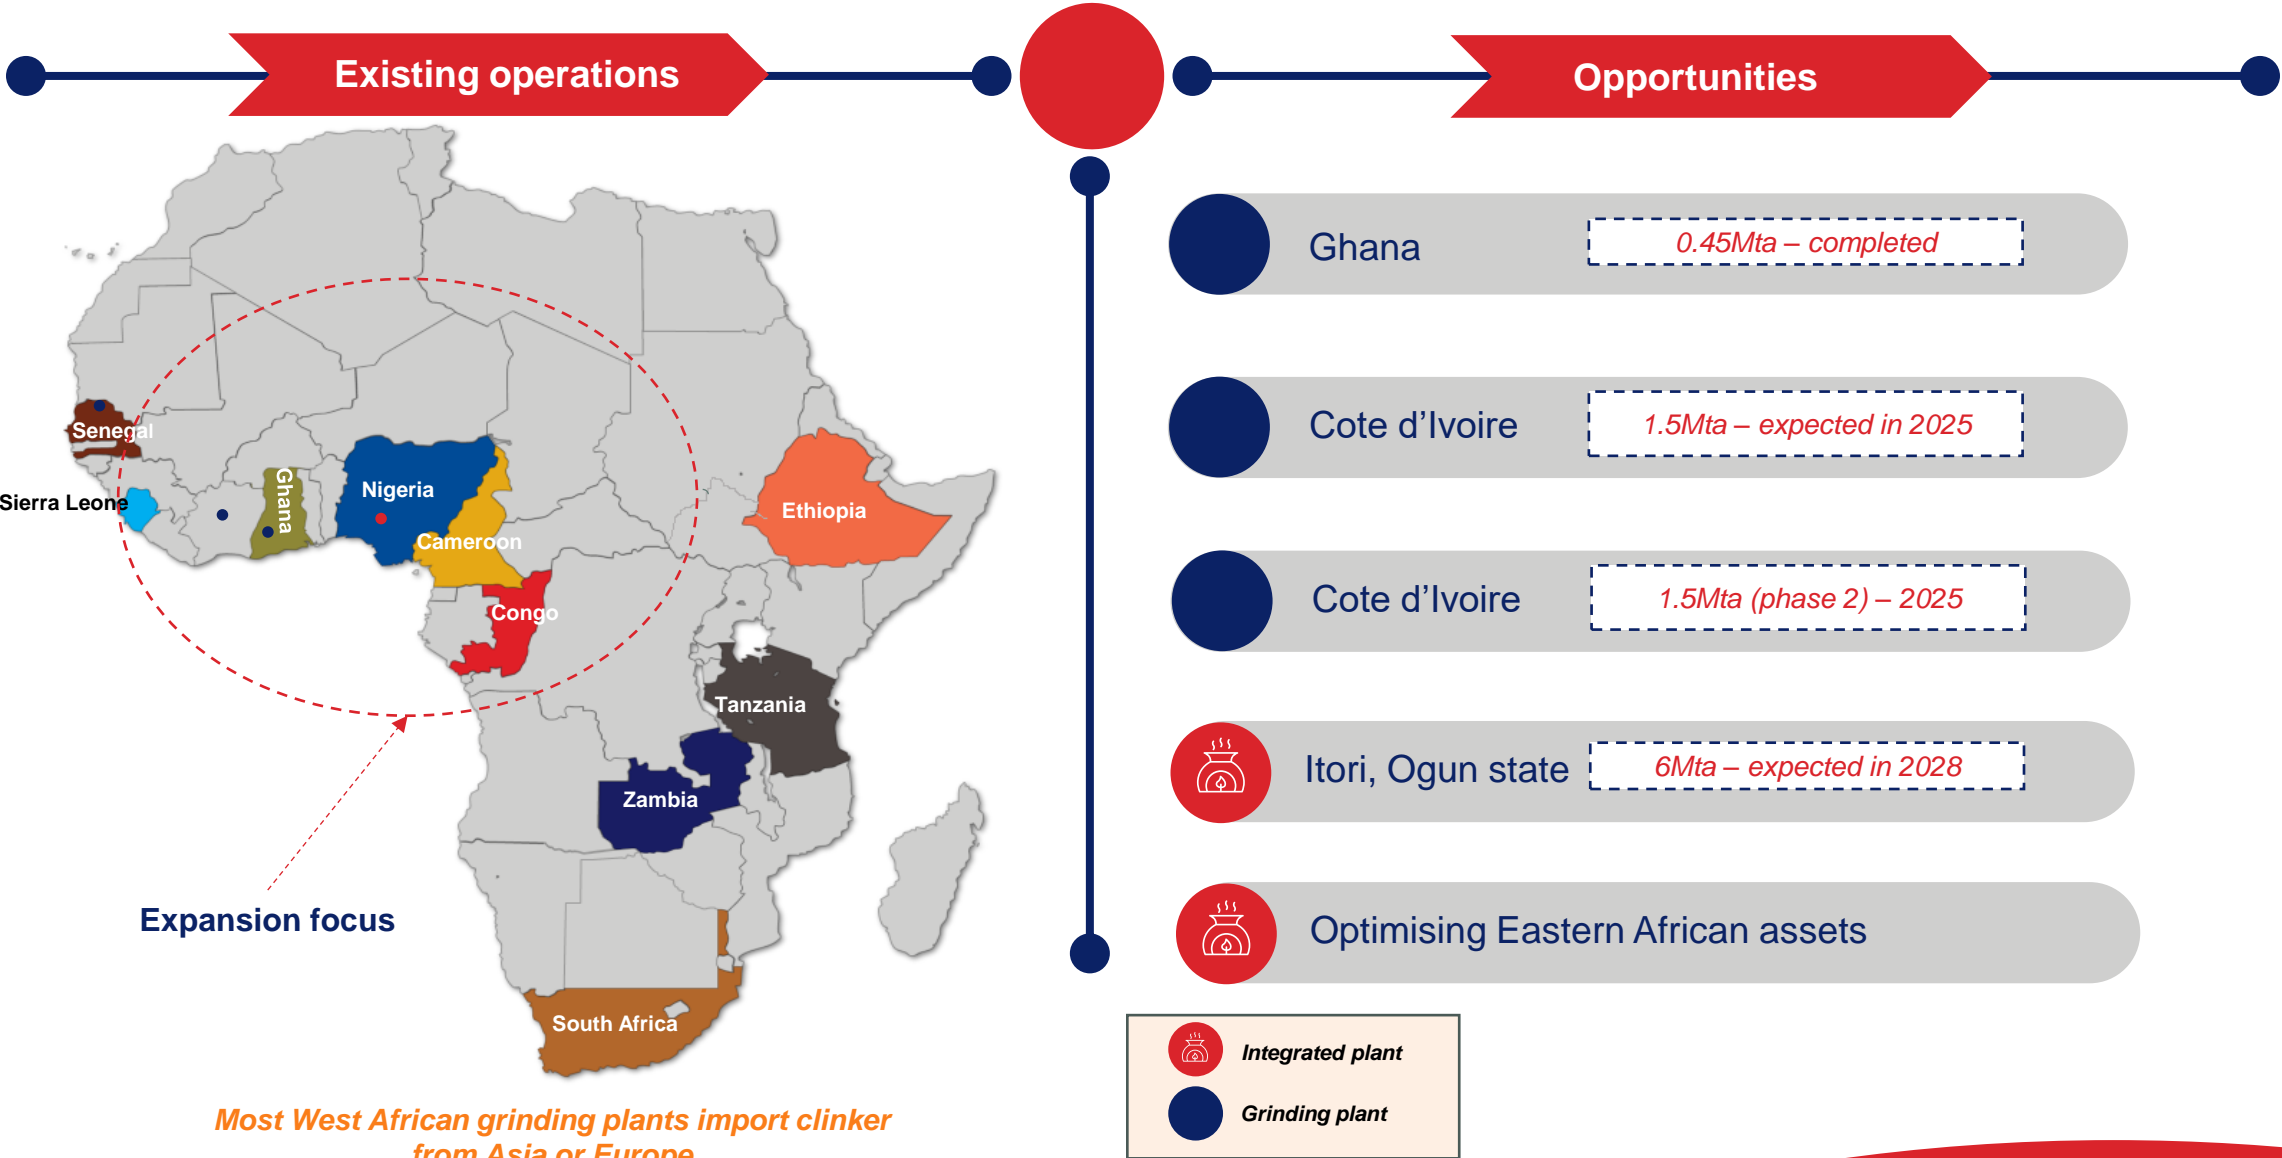 Existing operations
Opportunities
Senegal
Sierra Leone
Ghana
Nigeria
Cameroon
Congo
Ethiopia
Tanzania
Zambia
South Africa
Expansion focus
Most West African grinding plants import clinker
from Asia or Europe
Ghana
0.45Mta – completed
Cote d’Ivoire
1.5Mta – expected in 2025
Cote d’Ivoire
1.5Mta (phase 2) – 2025
Itori, Ogun state
6Mta – expected in 2028
Optimising Eastern African assets
Integrated plant
Grinding plant